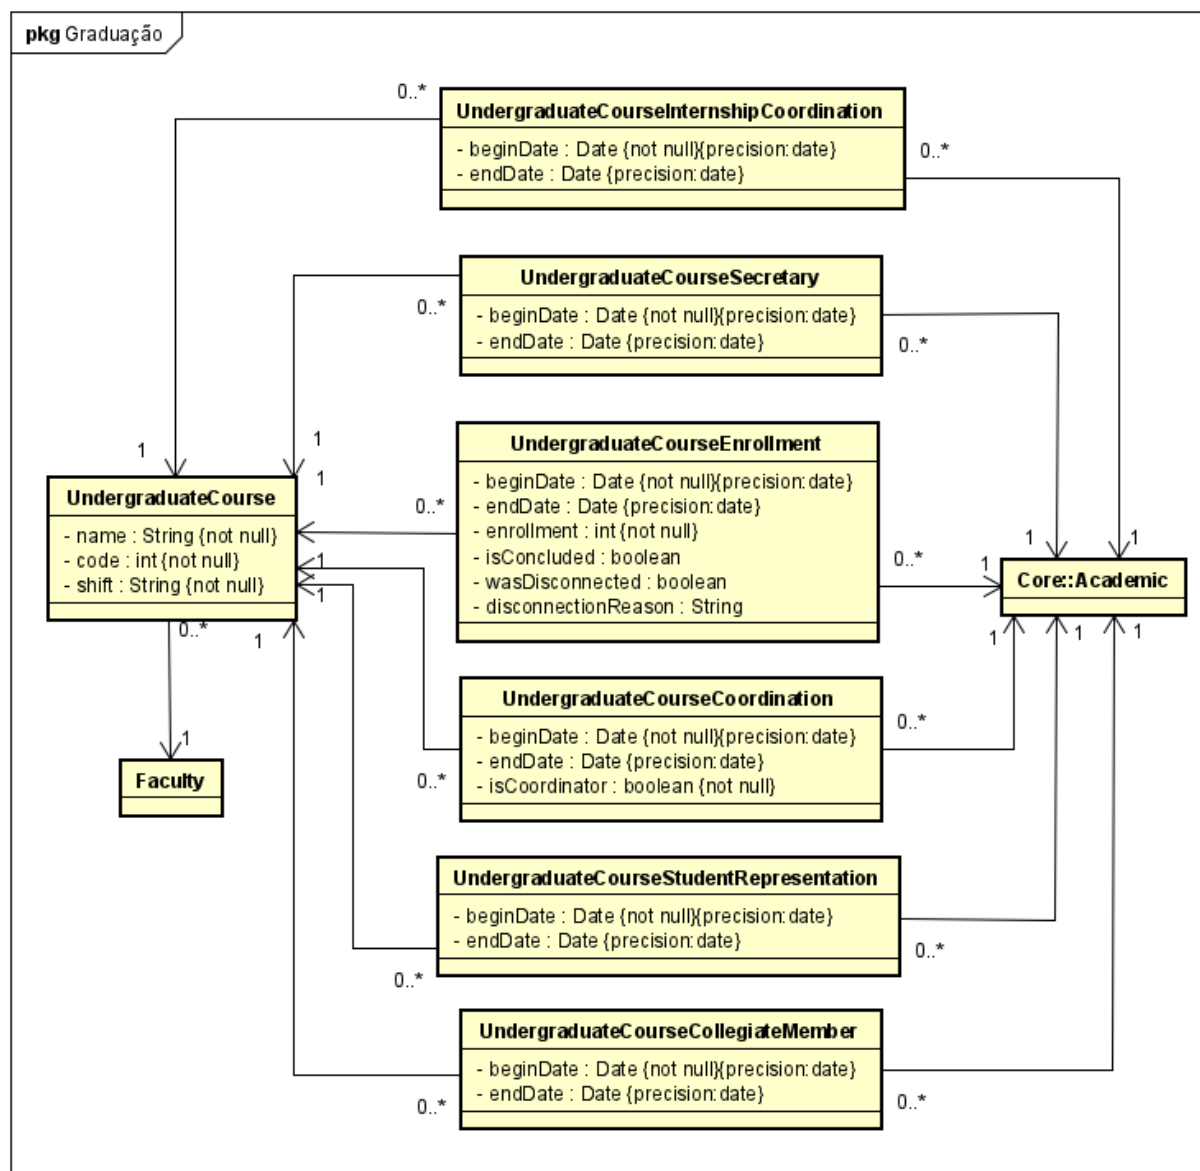 pkg Graduação
0..*
UndergraduateCourseInternshipCoordination
- beginDate : Date {not null}{precision:date}
- endDate : Date {precision:date}
0..*
UndergraduateCourseSecretary
- beginDate : Date {not null}{precision:date}
- endDate : Date {precision:date}
0..*
0..*
1
1
1
UndergraduateCourse
- name : String {not null}
- code : int {not null}
- shift : String {not null}
UndergraduateCourseEnrollment
- beginDate : Date {not null}{precision:date}
- endDate : Date {precision:date}
- enrollment : int {not null}
- isConcluded : boolean
- wasDisconnected : boolean
- disconnectionReason : String
0..*
0..*
1
1
1
Core::Academic
1
1
0..*
1
1
1
1
1
Faculty
UndergraduateCourseCoordination
- beginDate : Date {not null}{precision:date}
- endDate : Date {precision:date}
- isCoordinator : boolean {not null}
0..*
0..*
UndergraduateCourseStudentRepresentation
- beginDate : Date {not null}{precision:date}
- endDate : Date {precision:date}
0..*
0..*
UndergraduateCourseCollegiateMember
- beginDate : Date {not null}{precision:date}
- endDate : Date {precision:date}
0..*
0..*